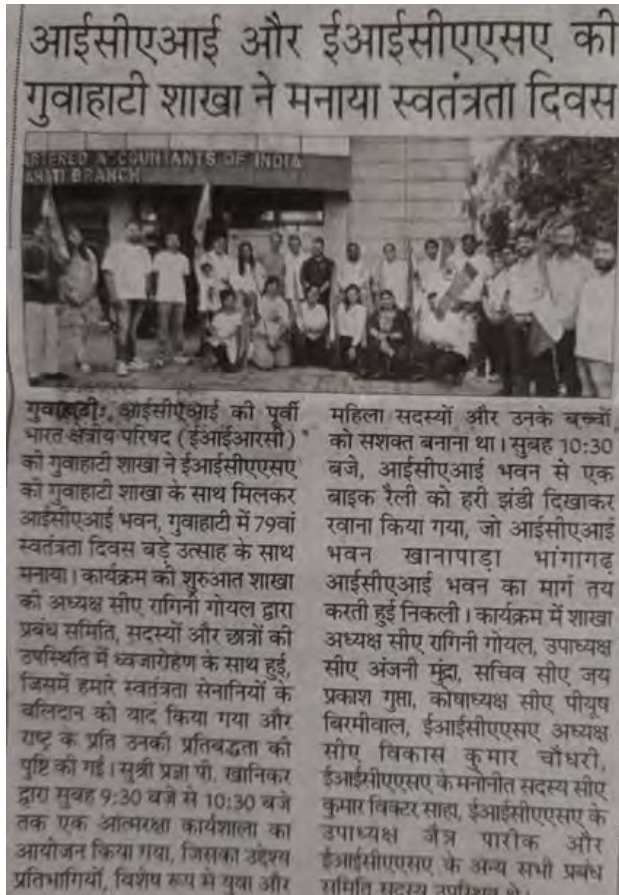 आईसीएआई और ईआईसीएएसए की
गुवाहाटी शाखा ने मनाया स्वतंत्रता दिवस
ARTERED ACCOUNTANTS OF INDIA
AHATI BRANCH
गुवाहाटी: आईसीएआई की पूर्वी
भारत क्षेत्रीय परिषद (ईआईआरसी)
की गुवाहाटी शाखा ने ईआईसीएएसए
की गुवाहाटी शाखा के साथ मिलकर
आईसीएआई भवन, गुवाहाटी में 79वां
स्वतंत्रता दिवस बड़े उत्साह के साथ
मनाया। कार्यक्रम की शुरुआत शाखा
की अध्यक्ष सीए रागिनी गोयल द्वारा
प्रबंध समिति, सदस्यों और छात्रों की
उपस्थिति में ध्वजारोहण के साथ हुई,
जिसमें हमारे स्वतंत्रता सेनानियों के
बलिदान को याद किया गया और
राष्ट्र के प्रति उनकी प्रतिबद्धता की
पुष्टि की गई। सुश्री प्रज्ञा पी. खानिकर
द्वारा सुबह 9:30 बजे से 10:30 बजे
तक एक आत्मरक्षा कार्यशाला का
आयोजन किया गया, जिसका उद्देश्य
प्रतिभागियों, विशेष रूप से युवा और
महिला सदस्यों और उनके बच्चों
को सशक्त बनाना था। सुबह 10:30
बजे, आईसीएआई भवन से एक
बाइक रैली को हरी झंडी दिखाकर
रवाना किया गया, जो आईसीएआई
भवन खानापाड़ा भांगागढ़
आईसीएआई भवन का मार्ग तय
करती हुई निकली। कार्यक्रम में शाखा
अध्यक्ष सीए रागिनी गोयल, उपाध्यक्ष
सीए अंजनी मुंद्रा, सचिव सीए जय
प्रकाश गुप्ता, कोषाध्यक्ष सीए पीयूष
बिरमीवाल, ईआईसीएएसए अध्यक्ष
सीए विकास कुमार चौधरी,
ईआईसीएएसए के मनोनीत सदस्य सीए
कुमार विक्टर साहा, ईआईसीएएसए के
उपाध्यक्ष जैन्न पारीक और
ईआईसीएएसए के अन्य सभी प्रबंध
समिति सदस्य उपस्थित थे।